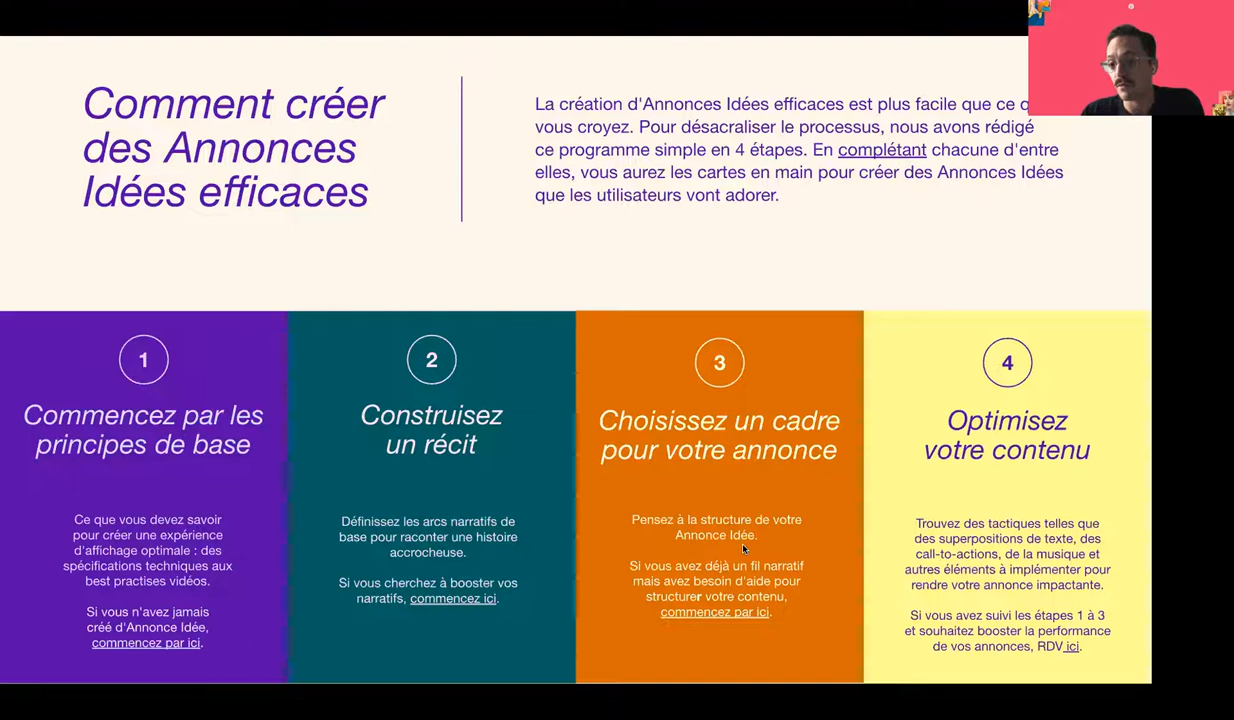 Comment créer
des Annonces
Idées efficaces
La création d'Annonces Idées efficaces est plus facile que ce q
vous croyez. Pour désacraliser le processus, nous avons rédigé
ce programme simple en 4 étapes. En complétant chacune d'entre
elles, vous aurez les cartes en main pour créer des Annonces Idées
que les utilisateurs vont adorer.
1
Commencez par les
principes de base
Ce que vous devez savoir
pour créer une expérience
d'affichage optimale : des
spécifications techniques aux
best practises vidéos.
Si vous n'avez jamais
créé d'Annonce Idée,
commencez par ici.
2
Construisez
un récit
Définissez les arcs narratifs de
base pour raconter une histoire
accrocheuse.
Si vous cherchez à booster vos
narratifs, commencez ici.
3
Choisissez un cadre
pour votre annonce
Pensez à la structure de votre
Annonce Idée.
Si vous avez déjà un fil narratif
mais avez besoin d'aide pour
structurer votre contenu,
commencez par ici.
4
Optimisez
votre contenu
Trouvez des tactiques telles que
des superpositions de texte, des
call-to-actions, de la musique et
autres éléments à implémenter pour
rendre votre annonce impactante.
Si vous avez suivi les étapes 1 à 3
et souhaitez booster la performance
de vos annonces, RDV ici.